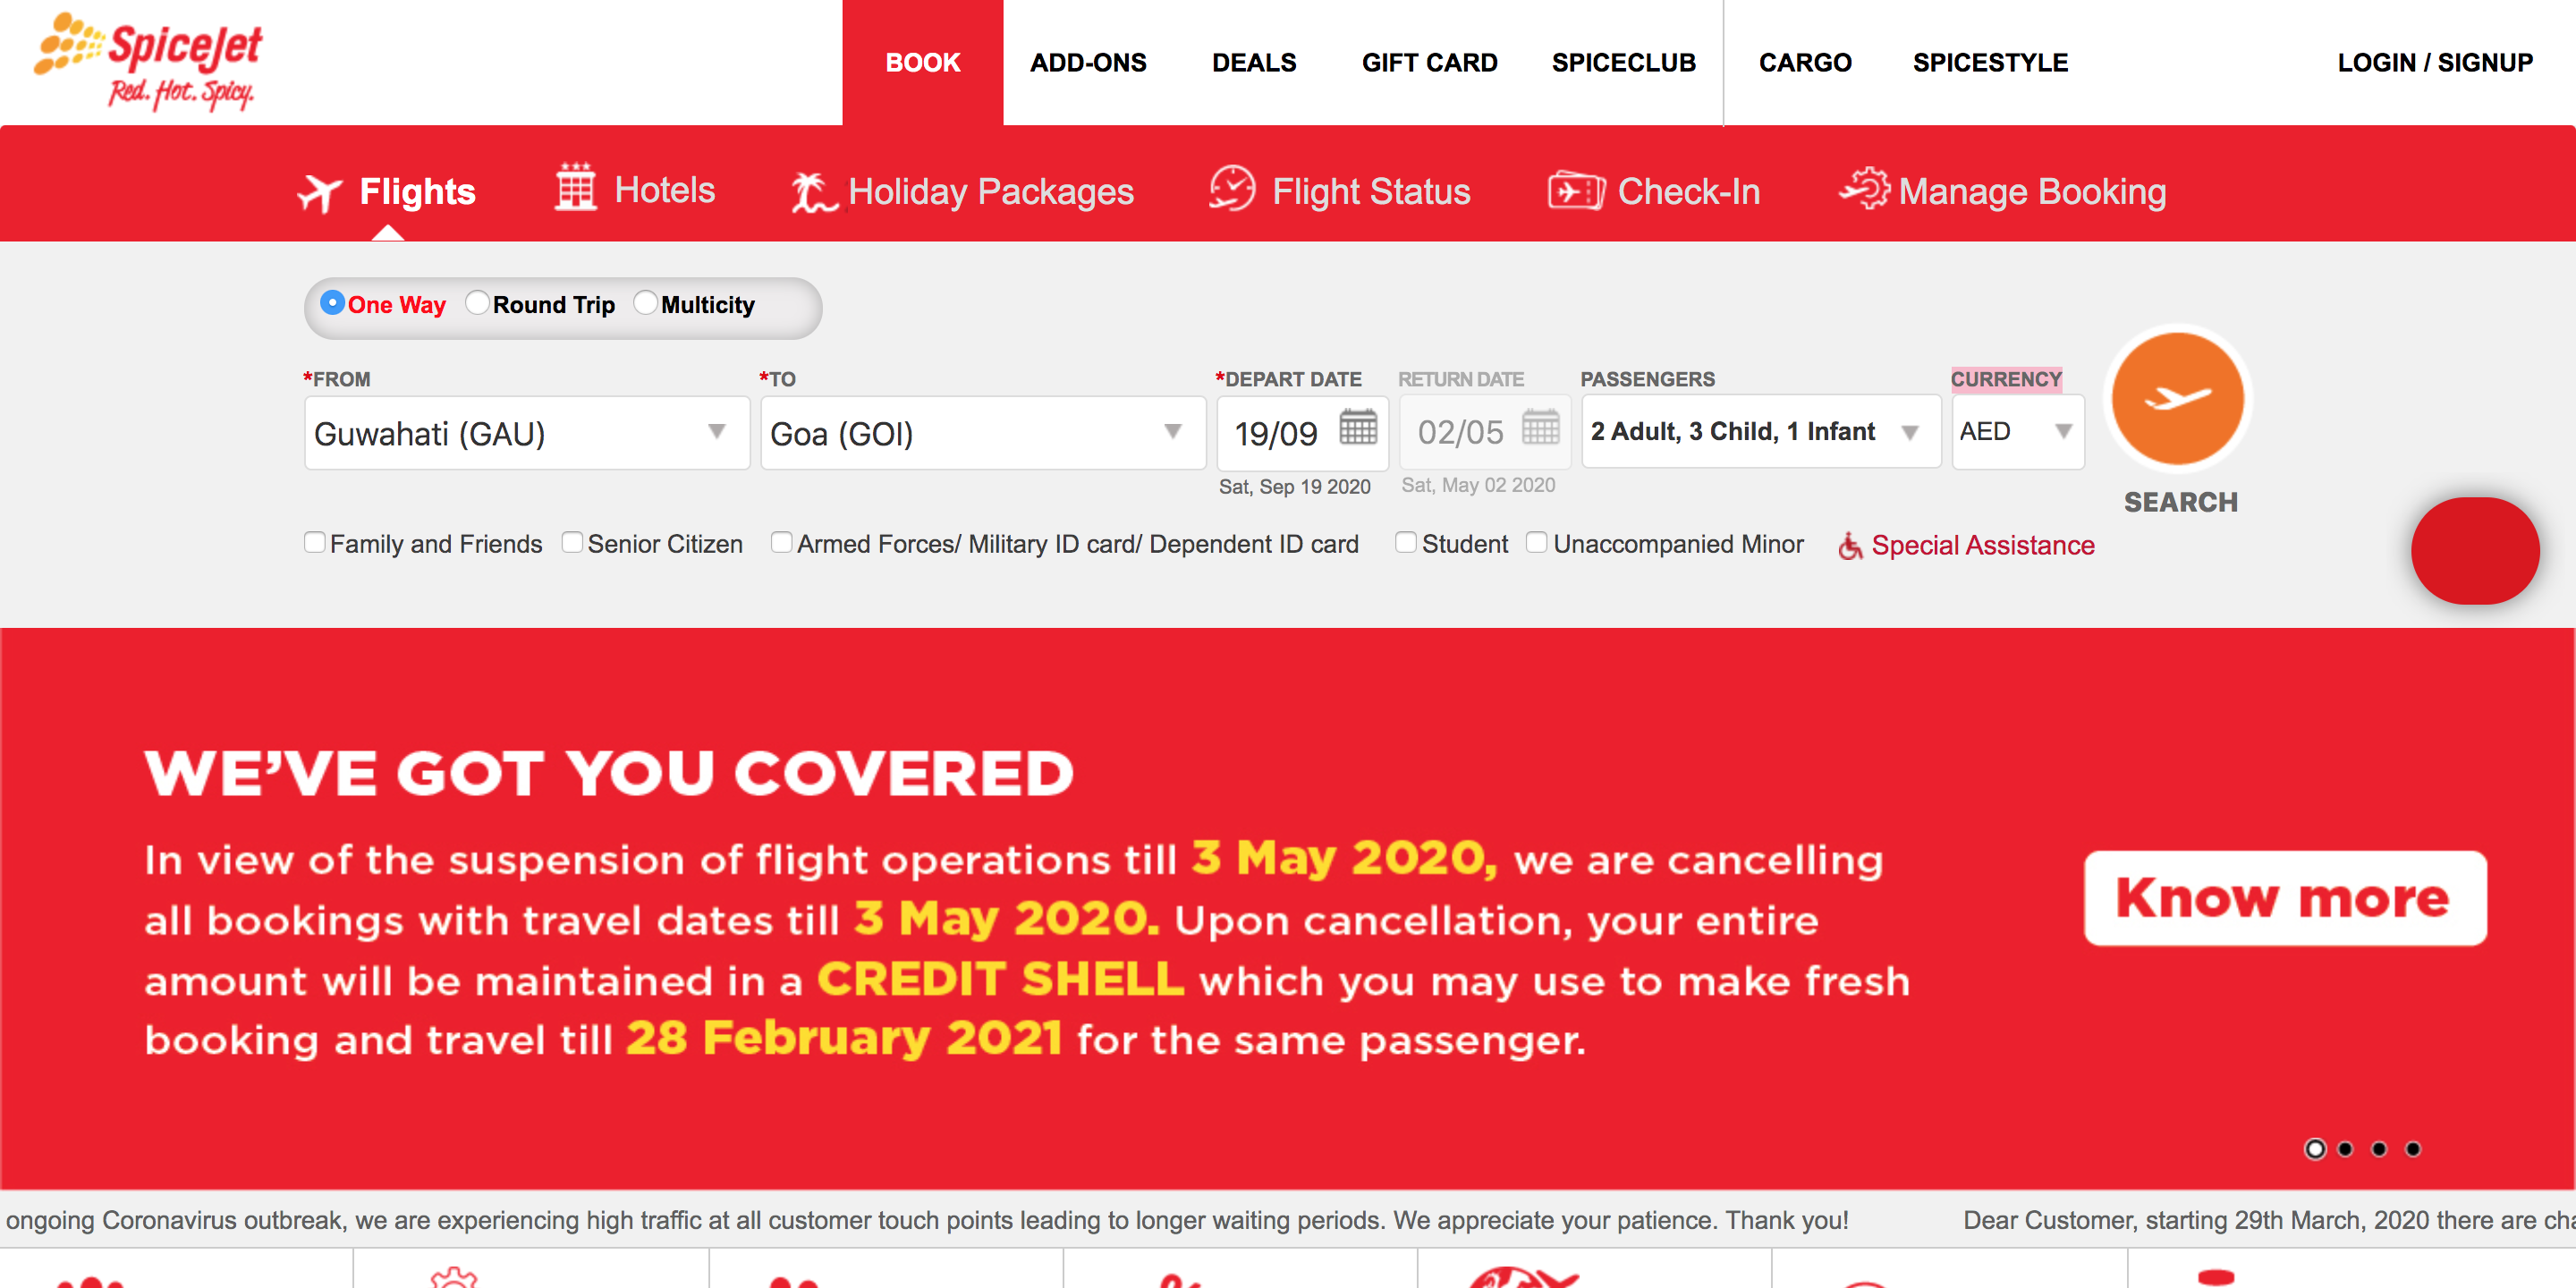 SpiceJet
Red. Hot. Spicy.
BOOK
ADD-ONS
DEALS
GIFT CARD
SPICECLUB
CARGO
SPICESTYLE
LOGIN / SIGNUP
Flights
Hotels
Holiday Packages
Flight Status
Check-In
Manage Booking
One Way
Round Trip
Multicity
*FROM
*TO
*DEPART DATE
RETURN DATE
PASSENGERS
CURRENCY
Guwahati (GAU)
Goa (GOI)
19/09
02/05
2 Adult, 3 Child, 1 Infant
AED
Sat, Sep 19 2020
Sat, May 02 2020
SEARCH
Family and Friends
Senior Citizen
Armed Forces/ Military ID card/ Dependent ID card
Student
Unaccompanied Minor
Special Assistance
WE'VE GOT YOU COVERED
In view of the suspension of flight operations till 3 May 2020, we are cancelling
all bookings with travel dates till 3 May 2020. Upon cancellation, your entire
amount will be maintained in a CREDIT SHELL which you may use to make fresh
booking and travel till 28 February 2021 for the same passenger.
Know more
ongoing Coronavirus outbreak, we are experiencing high traffic at all customer touch points leading to longer waiting periods. We appreciate your patience. Thank you!
Dear Customer, starting 29th March, 2020 there are